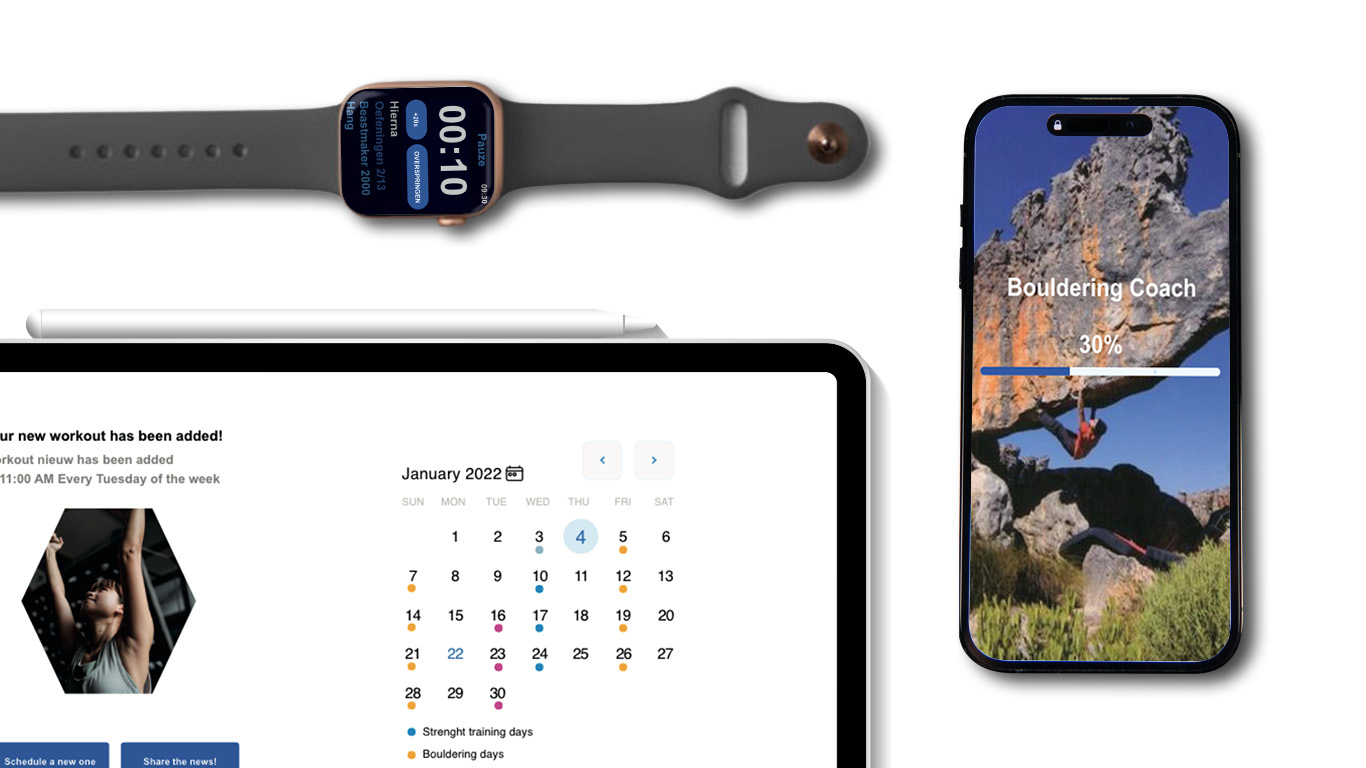 09:30
Pauze
00:10
+20s
OVERSPRINGEN
Hierna
Oefeningen 2/13
Beastmaker 2000
Hang
Bouldering Coach
30%
ur new workout has been added!
orkout nieuw has been added
11:00 AM Every Tuesday of the week
Schedule a new one
Share the news!
January 2022
SUN MON TUE WED THU FRI SAT
1 2 3 4 5 6
7 8 9 10 11 12 13
14 15 16 17 18 19 20
21 22 23 24 25 26 27
28 29 30
Strenght training days
Bouldering days